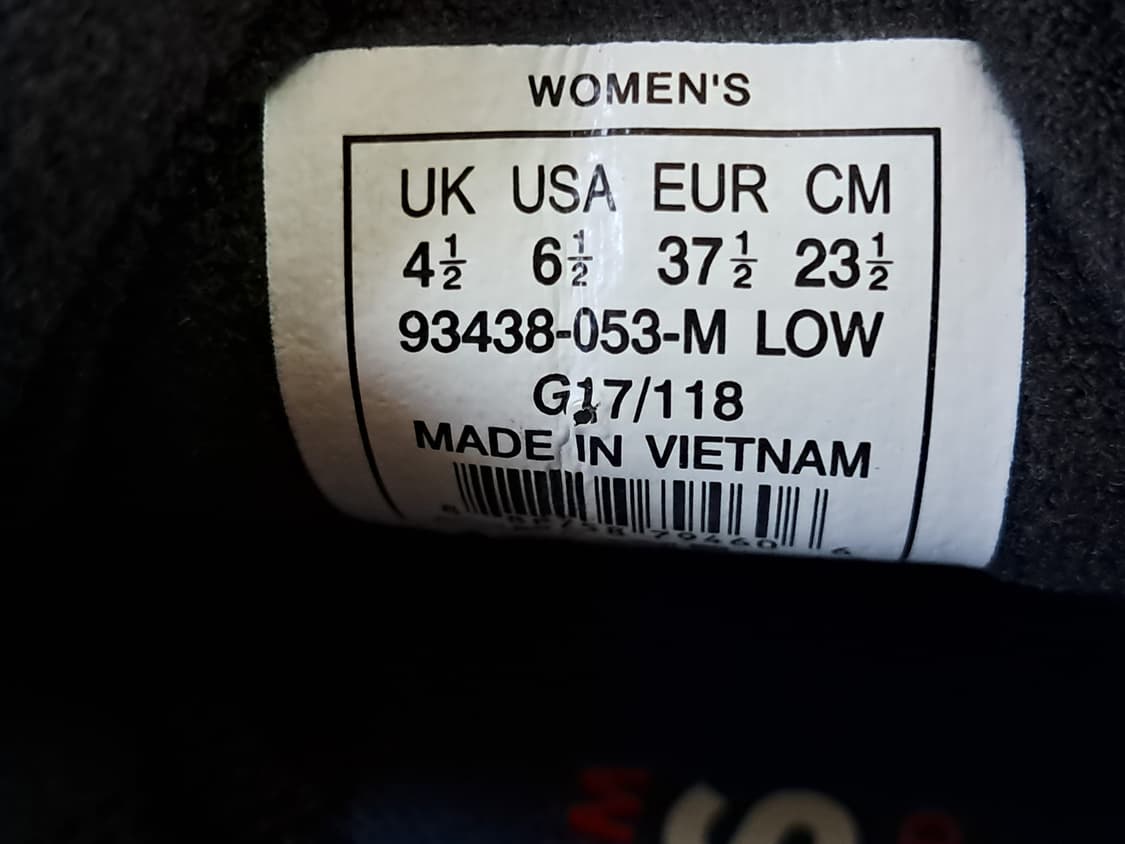 WOMEN'S
UK USA EUR CM
4½ 6½ 37½ 23½
93438-053-M LOW
G17/118
MADE IN VIETNAM
79460